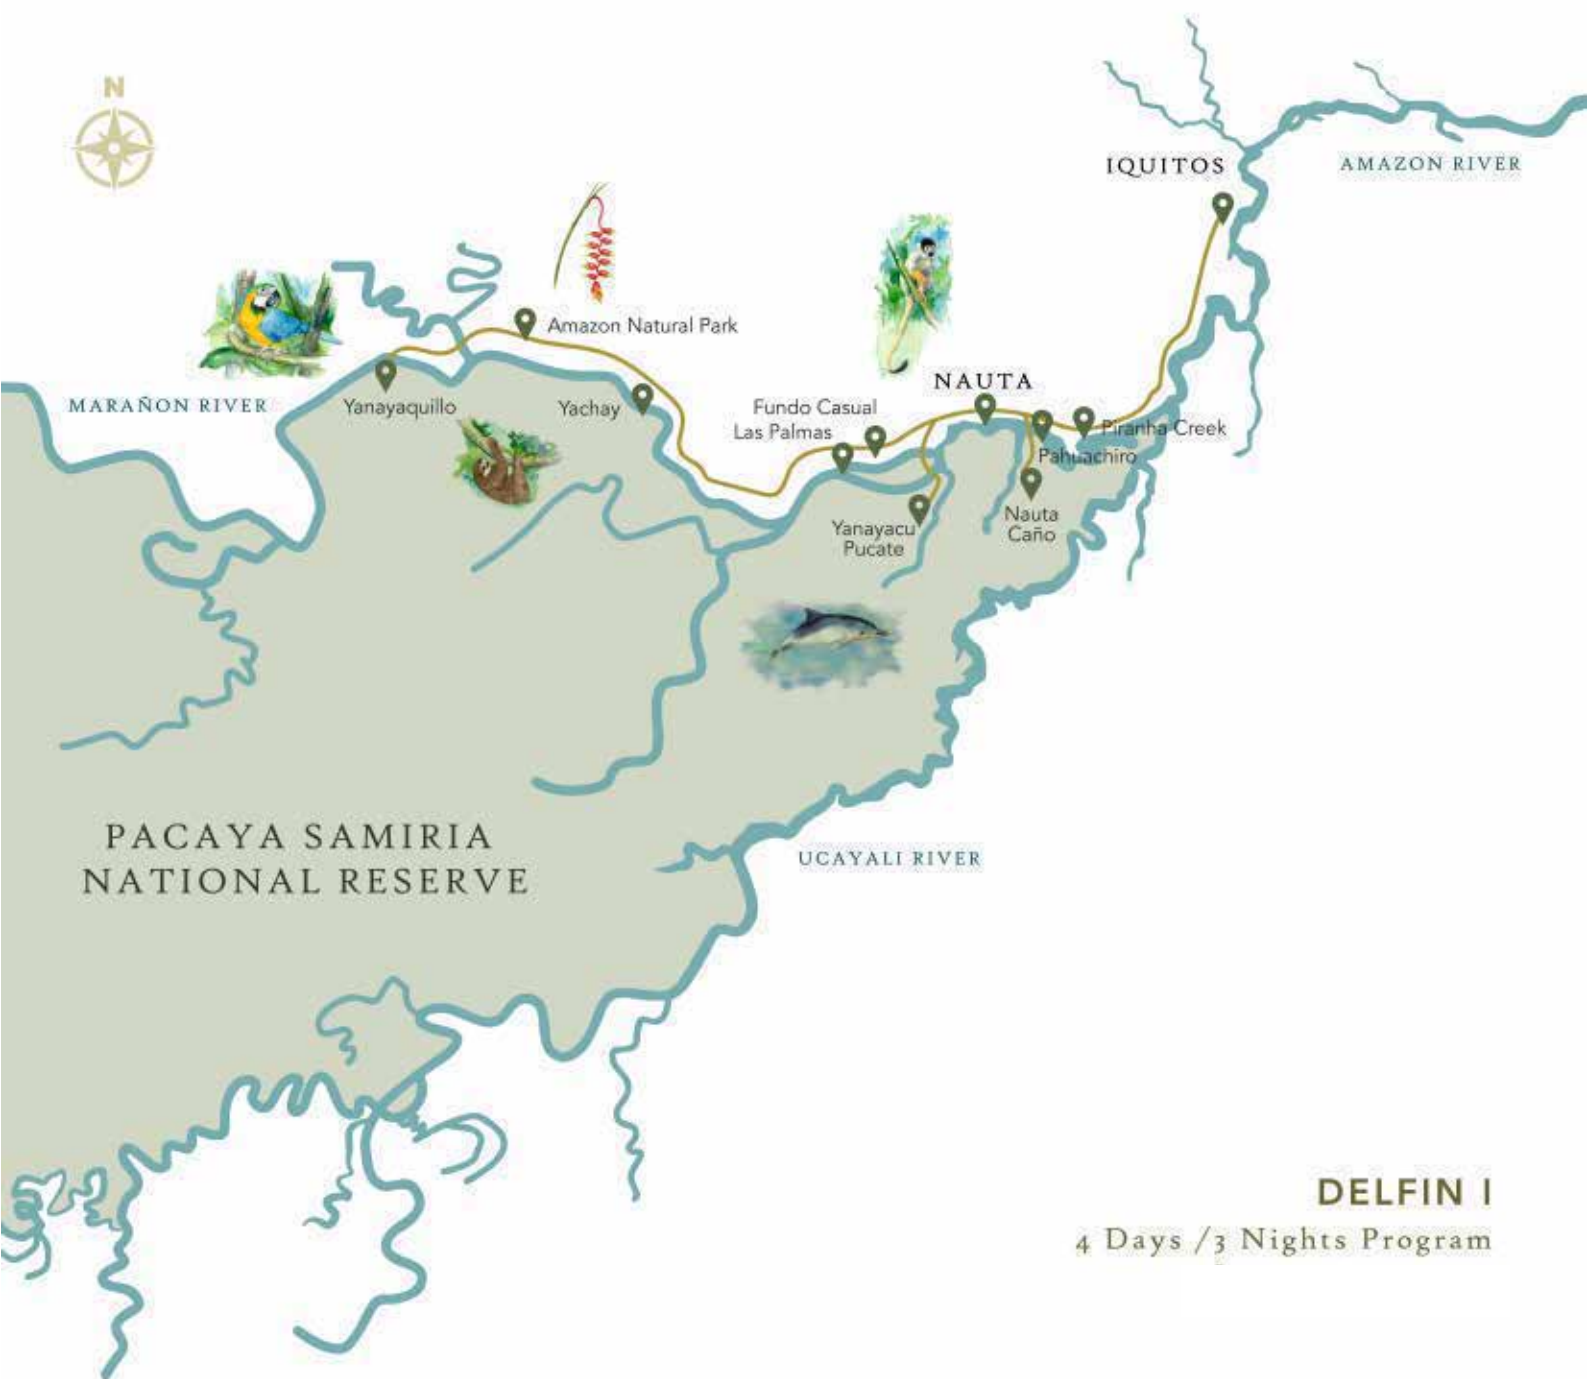 N
IQUITOS
AMAZON RIVER
Amazon Natural Park
NAUTA
MARAÑON RIVER
Yanayaquillo
Yachay
Fundo Casual
Las Palmas
Piranha Creek
Pahuachiro
Yanayacu
Pucate
Nauta
Caño
PACAYA SAMIRIA
NATIONAL RESERVE
UCAYALI RIVER
DELFIN I
4 Days /3 Nights Program